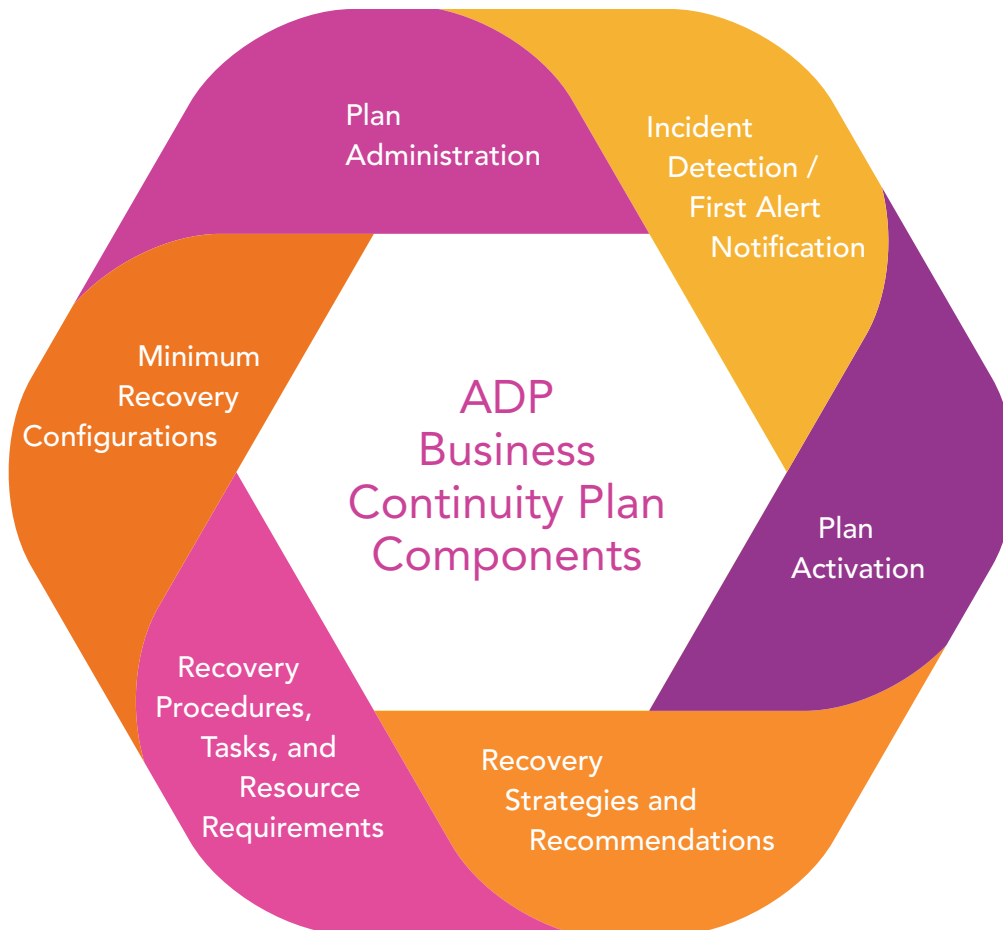 Plan
Administration
Incident
Detection /
First Alert
Notification
Plan
Activation
Recovery
Strategies and
Recommendations
Recovery
Procedures,
Tasks, and
Resource
Requirements
Minimum
Recovery
Configurations
ADP
Business
Continuity Plan
Components